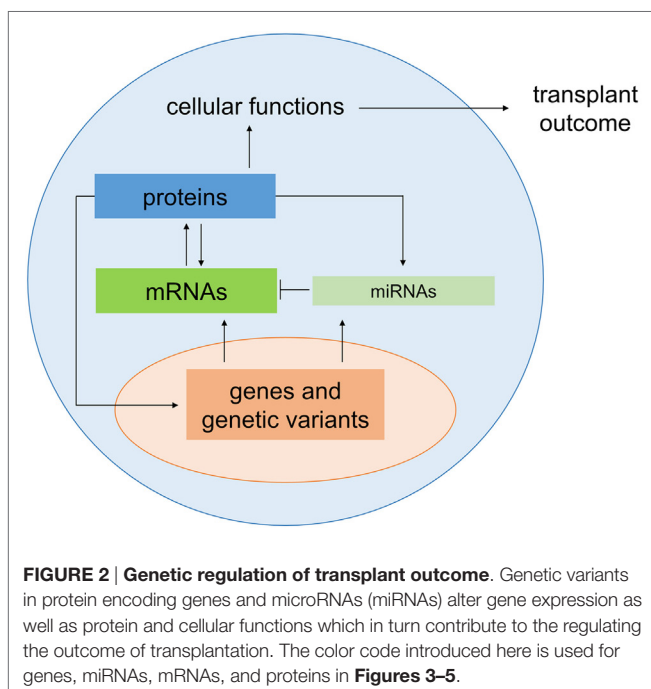 cellular functions
transplant
outcome
proteins
mRNAs
miRNAs
genes and
genetic variants
FIGURE 2 | Genetic regulation of transplant outcome. Genetic variants
in protein encoding genes and microRNAs (miRNAs) alter gene expression as
well as protein and cellular functions which in turn contribute to the regulating
the outcome of transplantation. The color code introduced here is used for
genes, miRNAs, mRNAs, and proteins in Figures 3–5.